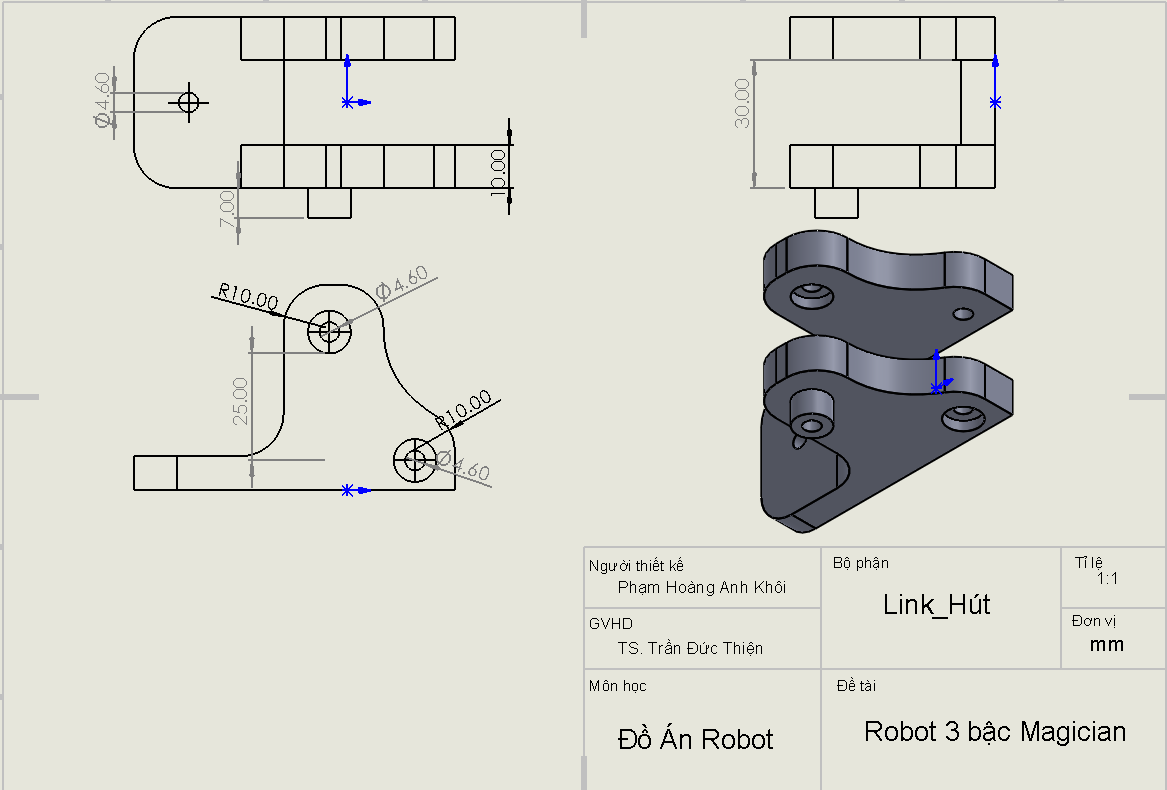 Ø4.60
30.00
10.00
7.00
R10.00
Ø4.60
25.00
R10.00
Ø4.60
Người thiết kế
Phạm Hoàng Anh Khôi
Bộ phận
Link_Hút
Tỉ lệ
1:1
GVHD
TS. Trần Đức Thiện
Đơn vị
mm
Môn học
Đồ Án Robot
Đề tài
Robot 3 bậc Magician